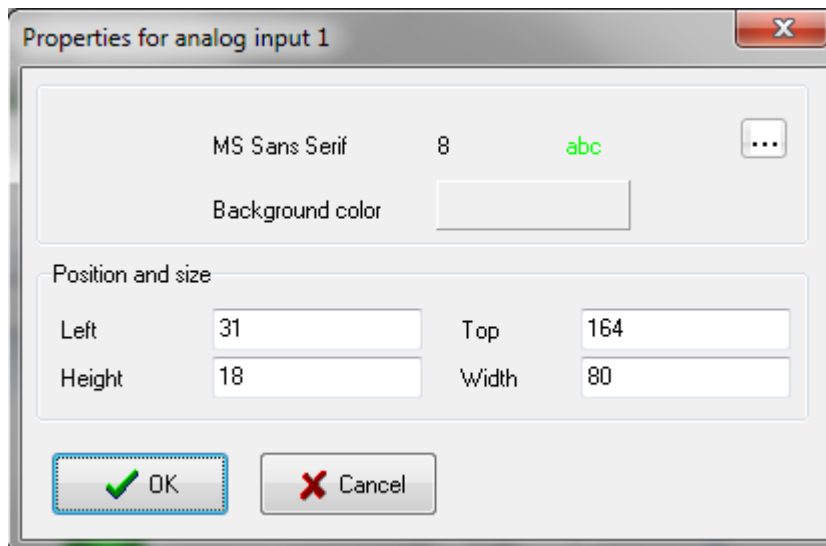 Properties for analog input 1
MS Sans Serif 8 abc ...
Background color
Position and size
Left 31 Top 164
Height 18 Width 80
OK Cancel